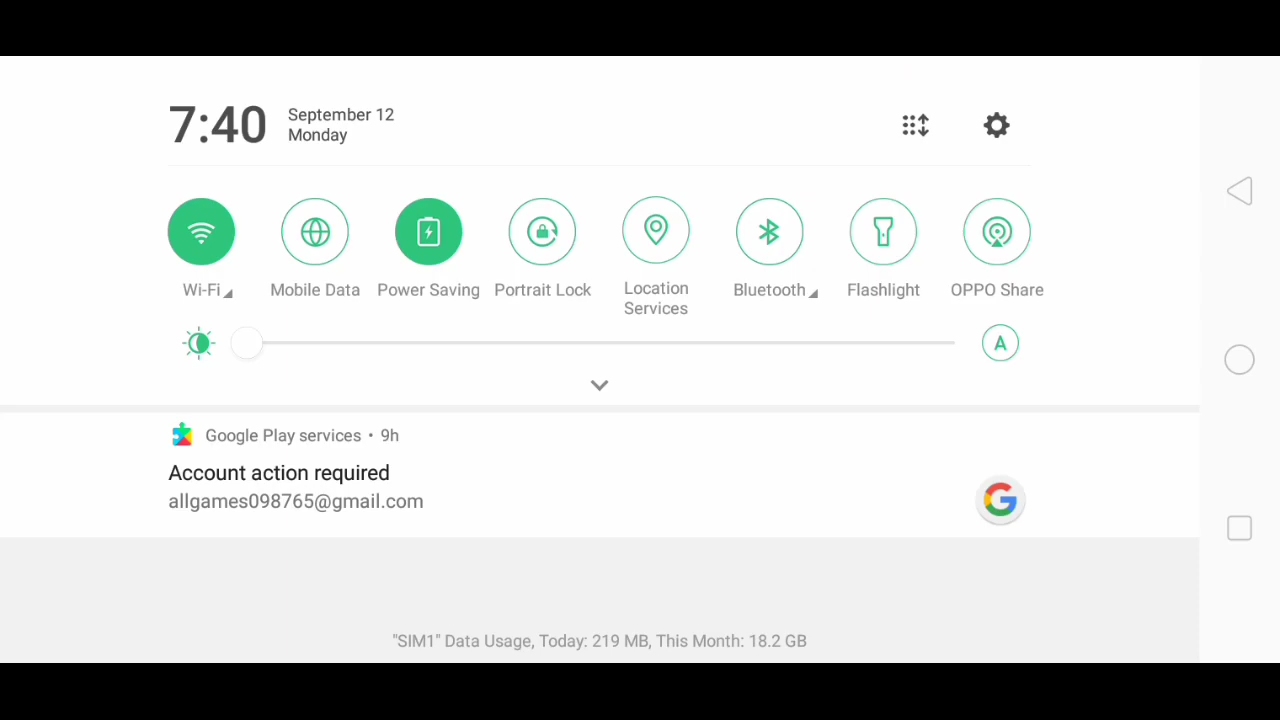 7:40
September 12
Monday
Wi-Fi
Mobile Data
Power Saving
Portrait Lock
Location
Services
Bluetooth
Flashlight
OPPO Share
A
Google Play services • 9h
Account action required
allgames098765@gmail.com
G
"SIM1" Data Usage, Today: 219 MB, This Month: 18.2 GB